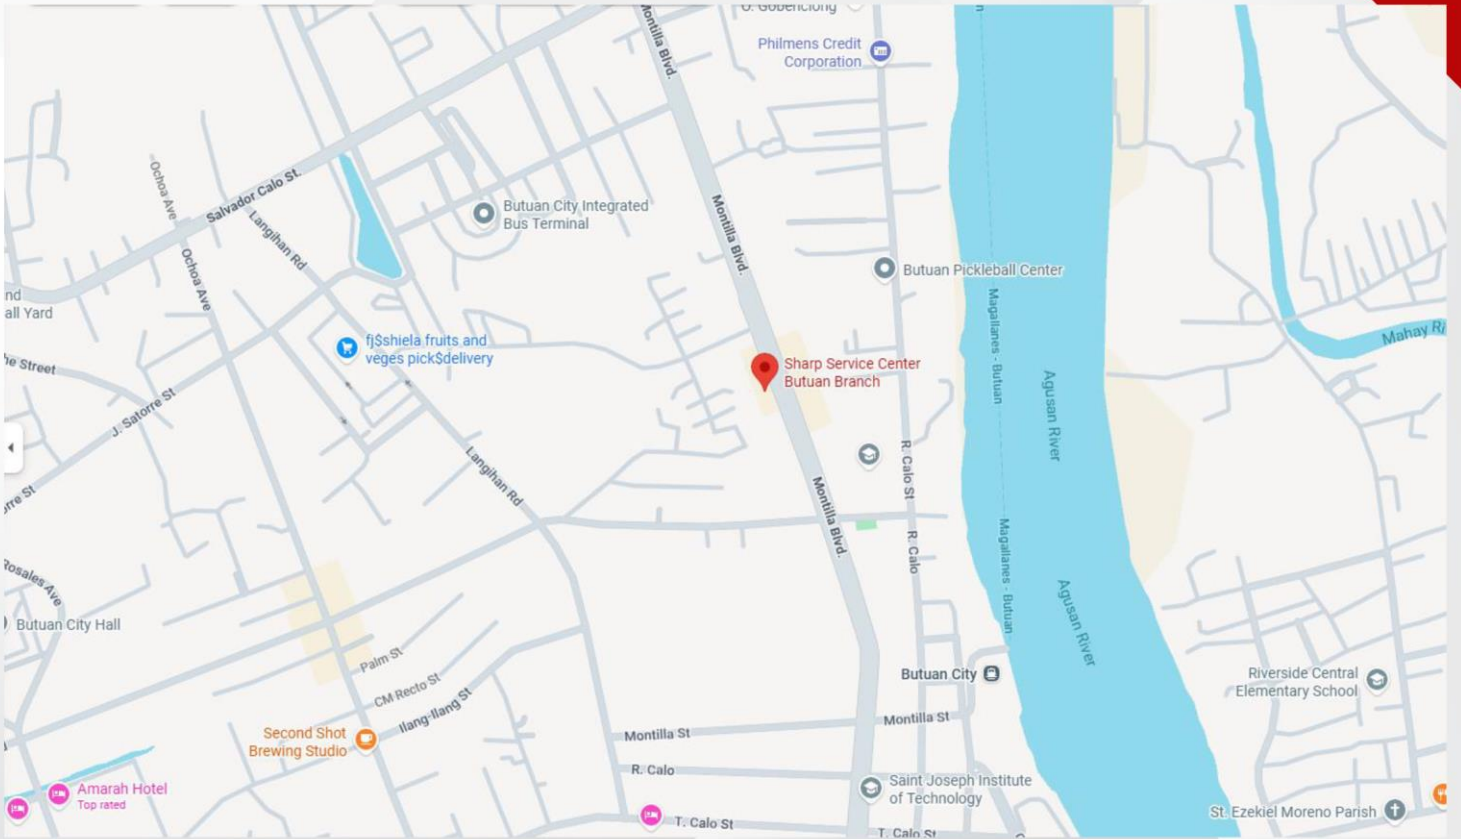 O. Gobenciong
Montilla Blvd.
Philmens Credit
Corporation
Ochoa Ave
Salvador Calo St.
Langihan Rd
Butuan City Integrated
Bus Terminal
Montilla Blvd.
Ochoa Ave
Butuan Pickleball Center
Magallanes - Butuan
nd
all Yard
Mahay Ri
fj$shiela fruits and
veges pick$delivery
he Street
Sharp Service Center
Butuan Branch
Agusan River
J. Satorre St
Langihan Rd
R. Calo St
Montilla Blvd.
rre St
R. Calo
Magallanes - Butuan
Rosales Ave
Agusan River
Butuan City Hall
Palm St
CM Recto St
Ilang-Ilang St
Butuan City
Riverside Central
Elementary School
Montilla St
Montilla St
Second Shot
Brewing Studio
R. Calo
Amarah Hotel
Top rated
Saint Joseph Institute
of Technology
St. Ezekiel Moreno Parish
T. Calo St
T. Calo St